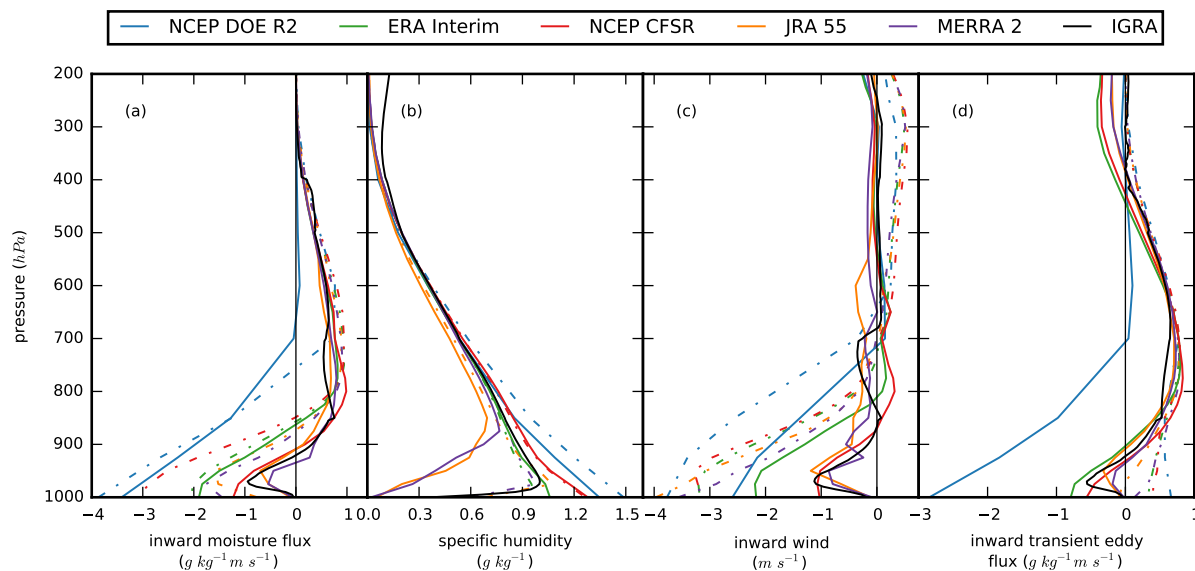 NCEP DOE R2 ERA Interim NCEP CFSR JRA 55 MERRA 2 IGRA
(a) (b) (c) (d)
200
300
400
500
600
700
800
900
1000
pressure (hPa)
−4 −3 −2 −1 0 1
0.0 0.3 0.6 0.9 1.2 1.5
−4 −3 −2 −1 0
−2 −1 0 1
inward moisture flux
(g kg⁻¹ m s⁻¹)
specific humidity
(g kg⁻¹)
inward wind
(m s⁻¹)
inward transient eddy
flux (g kg⁻¹ m s⁻¹)